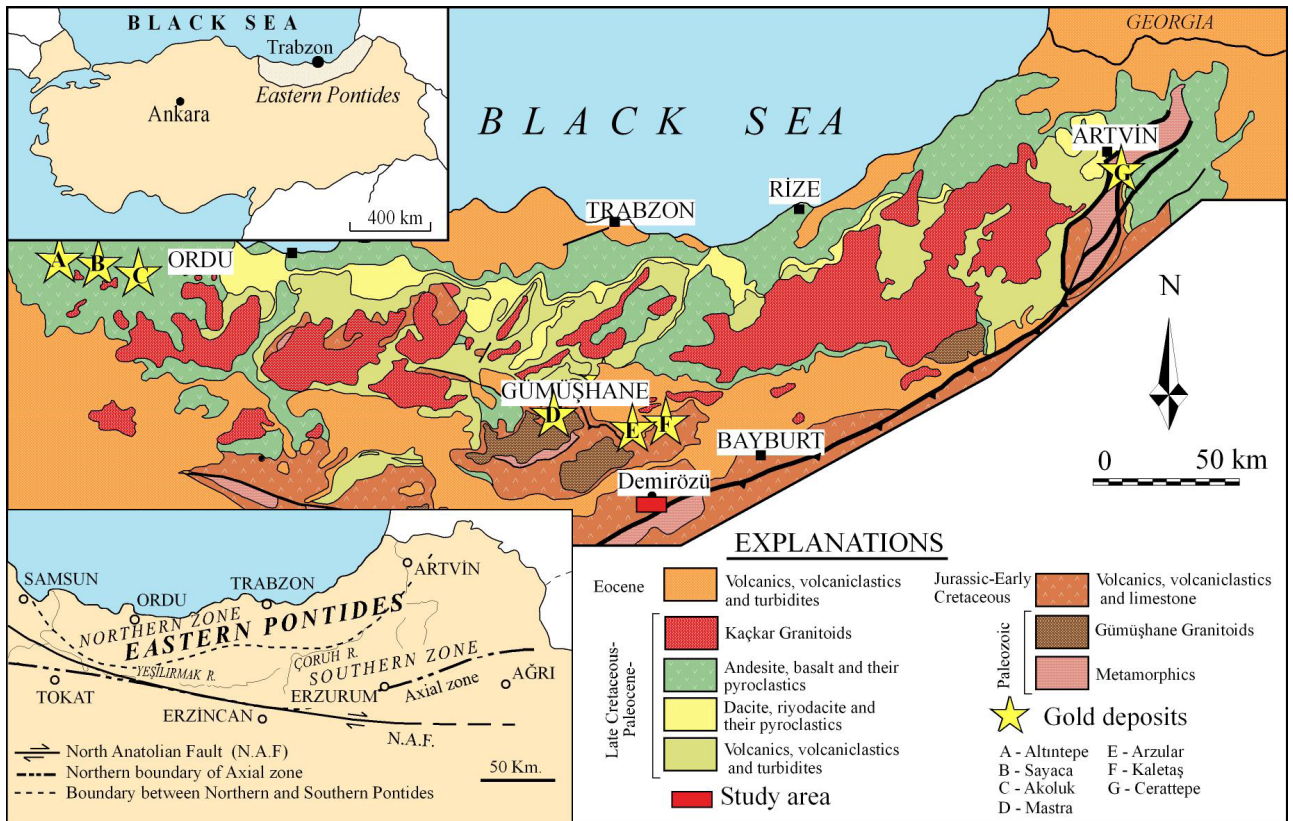 BLACK SEA
Trabzon
Eastern Pontides
Ankara
400 km
GEORGIA
BLACK SEA
ARTVİN
G
RİZE
TRABZON
A
B
C
ORDU
N
GÜMÜŞHANE
D
E
F
BAYBURT
0 50 km
Demirözü
SAMSUN
ORDU
TRABZON
ARTVİN
NORTHERN ZONE
EASTERN PONTIDES
YEŞİLIRMAK R.
ÇORUH R.
SOUTHERN ZONE
TOKAT
ERZURUM
Axial zone
AĞRI
ERZİNCAN
N.A.F.
North Anatolian Fault (N.A.F)
Northern boundary of Axial zone
Boundary between Northern and Southern Pontides
50 Km.
EXPLANATIONS
Eocene
Volcanics, volcaniclastics
and turbidites
Late Cretaceous-
Paleocene-
Kaçkar Granitoids
Andesite, basalt and their
pyroclastics
Dacite, riyodacite and
their pyroclastics
Volcanics, volcaniclastics
and turbidites
Study area
Jurassic-Early
Cretaceous
Volcanics, volcaniclastics
and limestone
Paleozoic
Gümüşhane Granitoids
Metamorphics
Gold deposits
A - Altıntepe
B - Sayaca
C - Akoluk
D - Mastra
E - Arzular
F - Kaletaş
G - Cerattepe